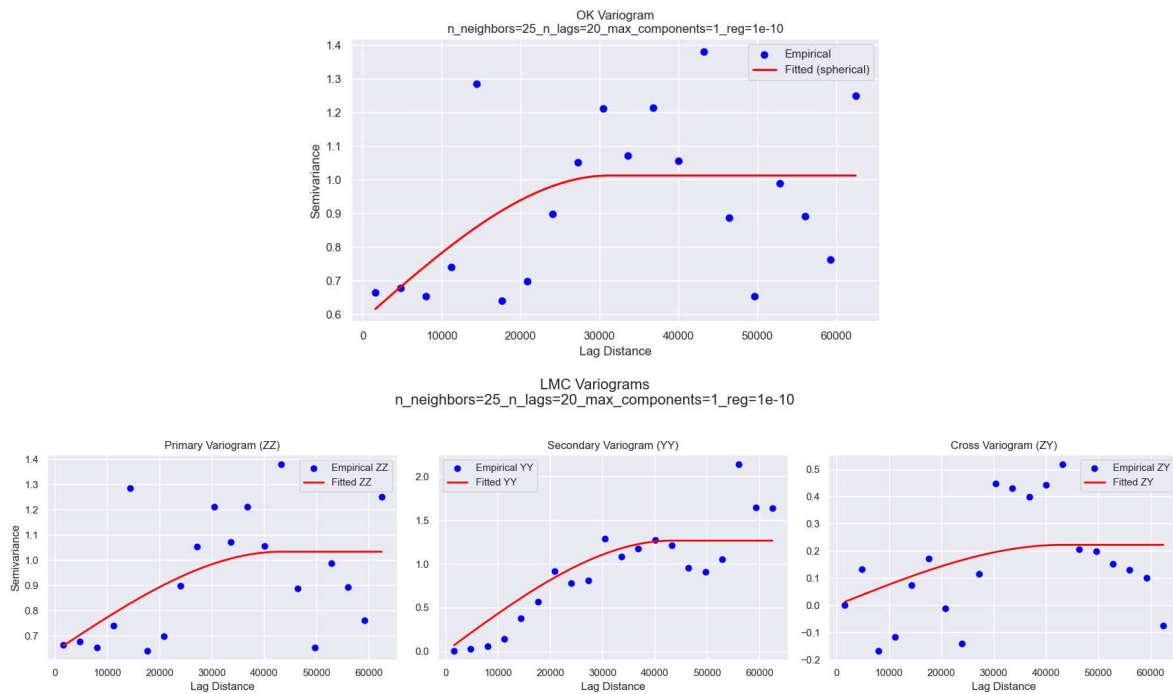 OK Variogram
n_neighbors=25_n_lags=20_max_components=1_reg=1e-10
Empirical
Fitted (spherical)
1.4
1.3
1.2
1.1
1.0
0.9
0.8
0.7
0.6
Semivariance
0 10000 20000 30000 40000 50000 60000
Lag Distance
LMC Variograms
n_neighbors=25_n_lags=20_max_components=1_reg=1e-10
Primary Variogram (ZZ)
Empirical ZZ
Fitted ZZ
1.4
1.3
1.2
1.1
1.0
0.9
0.8
0.7
Semivariance
0 10000 20000 30000 40000 50000 60000
Lag Distance
Secondary Variogram (YY)
Empirical YY
Fitted YY
2.0
1.5
1.0
0.5
0.0
0 10000 20000 30000 40000 50000 60000
Lag Distance
Cross Variogram (ZY)
Empirical ZY
Fitted ZY
0.5
0.4
0.3
0.2
0.1
0.0
−0.1
−0.2
0 10000 20000 30000 40000 50000 60000
Lag Distance